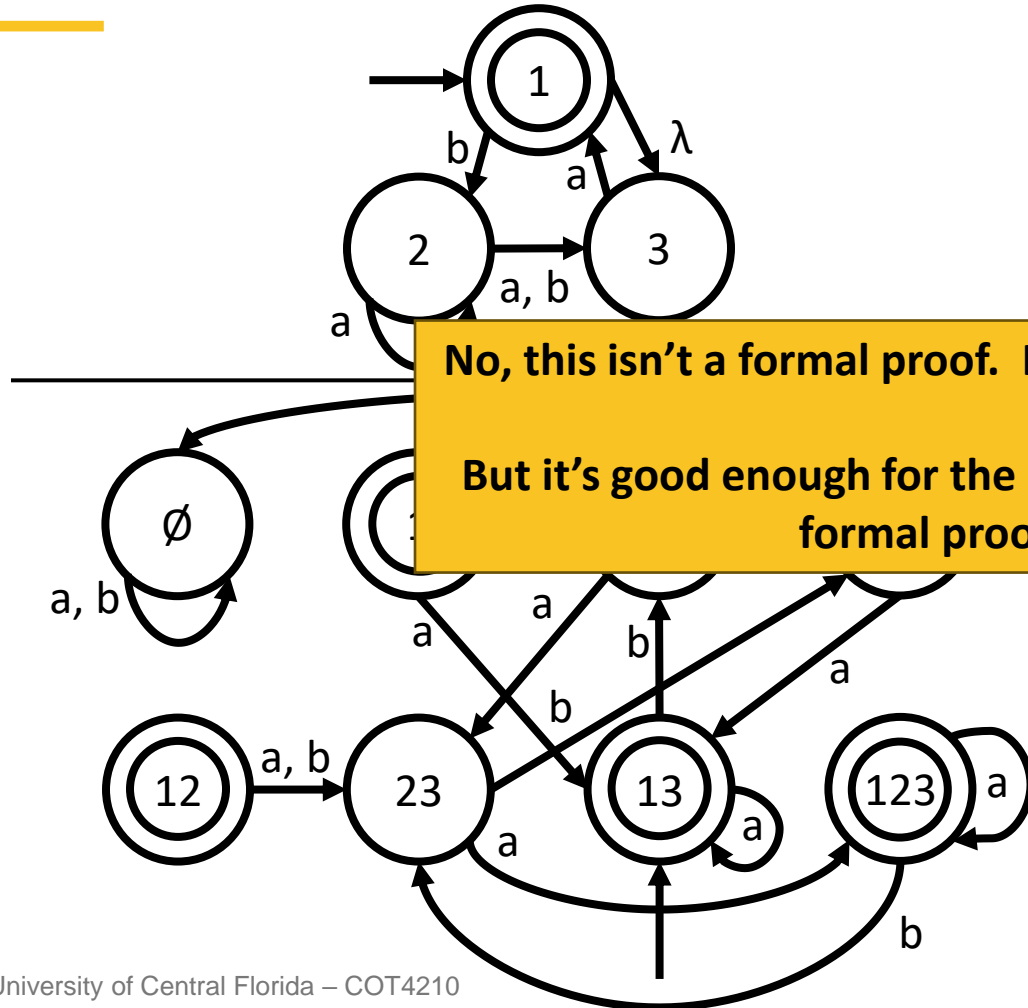 1
b
λ
a
2
3
a, b
a
No, this isn't a formal proof.
But it's good enough for the
formal
Ø
a, b
a
a
b
b
a
a, b
12
23
13
123
a
a
a
b
University of Central Florida – COT4210